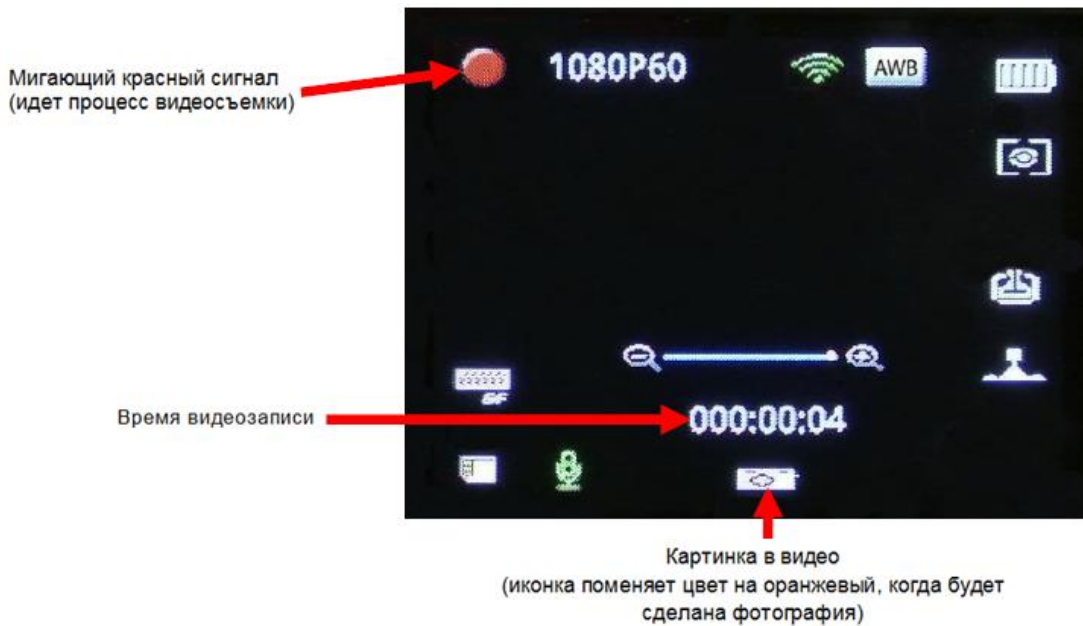 1080P60
AWB
Мигающий красный сигнал
(идет процесс видеосъемки)
Время видеозаписи
000:00:04
Картинка в видео
(иконка поменяет цвет на оранжевый, когда будет
сделана фотография)